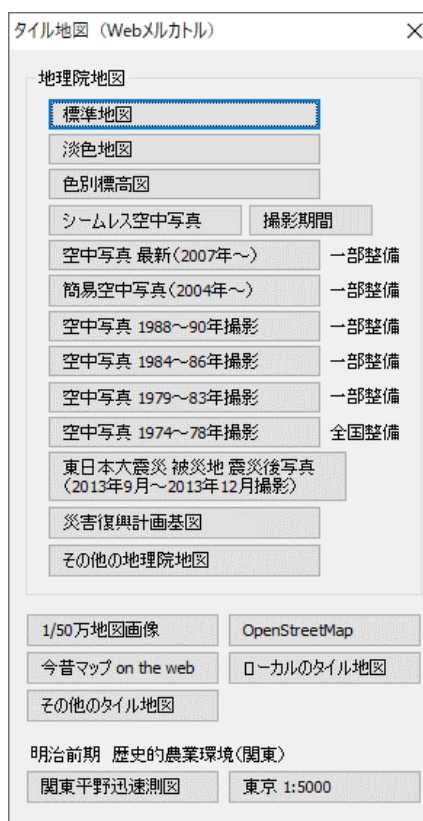 タイル地図（Webメルカトル）
地理院地図
標準地図
淡色地図
色別標高図
シームレス空中写真 撮影期間
空中写真 最新（2007年～） 一部整備
簡易空中写真（2004年～） 一部整備
空中写真 1988～90年撮影 一部整備
空中写真 1984～86年撮影 一部整備
空中写真 1979～83年撮影 一部整備
空中写真 1974～78年撮影 全国整備
東日本大震災 被災地 震災後写真
（2013年9月～2013年12月撮影）
災害復興計画基図
その他の地理院地図
1/50万地図画像 OpenStreetMap
今昔マップ on the web ローカルのタイル地図
その他のタイル地図
明治前期 歴史的農業環境(関東)
関東平野迅速測図 東京 1:5000